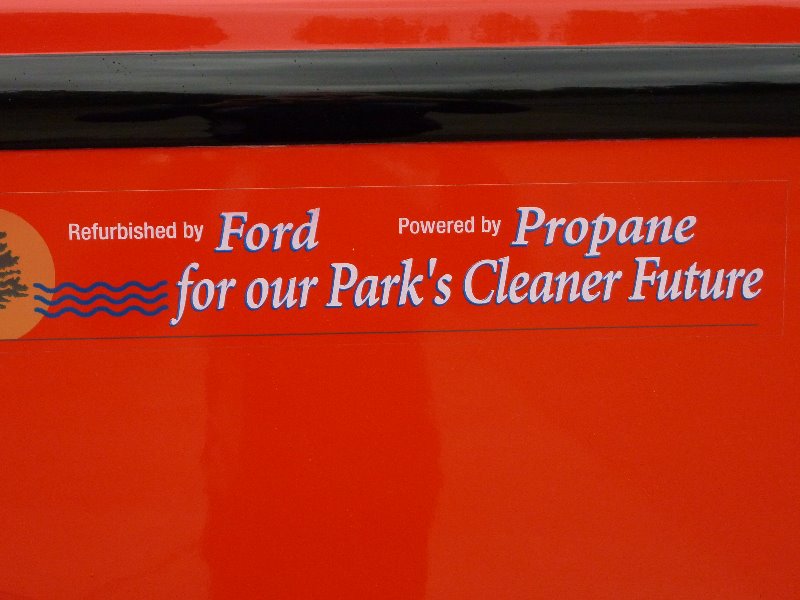 Refurbished by Ford Powered by Propane
for our Park's Cleaner Future